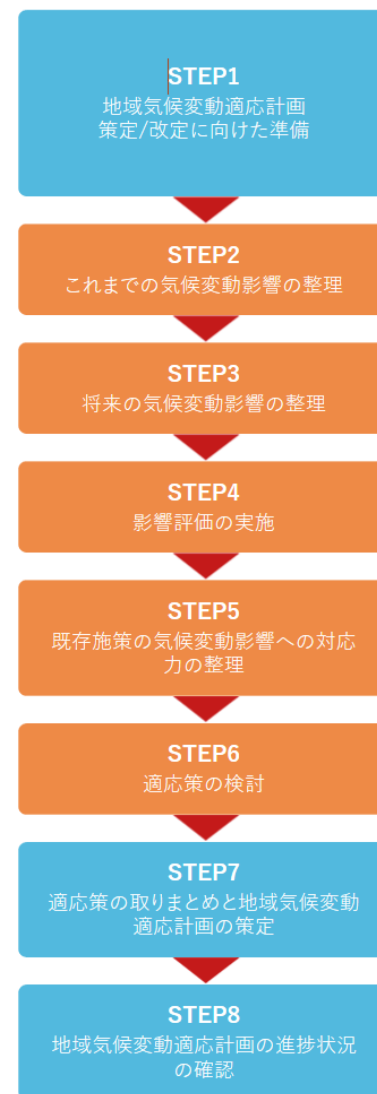 STEP1
地域気候変動適応計画
策定/改定に向けた準備
STEP2
これまでの気候変動影響の整理
STEP3
将来の気候変動影響の整理
STEP4
影響評価の実施
STEP5
既存施策の気候変動影響への対応
力の整理
STEP6
適応策の検討
STEP7
適応策の取りまとめと地域気候変動
適応計画の策定
STEP8
地域気候変動適応計画の進捗状況
の確認